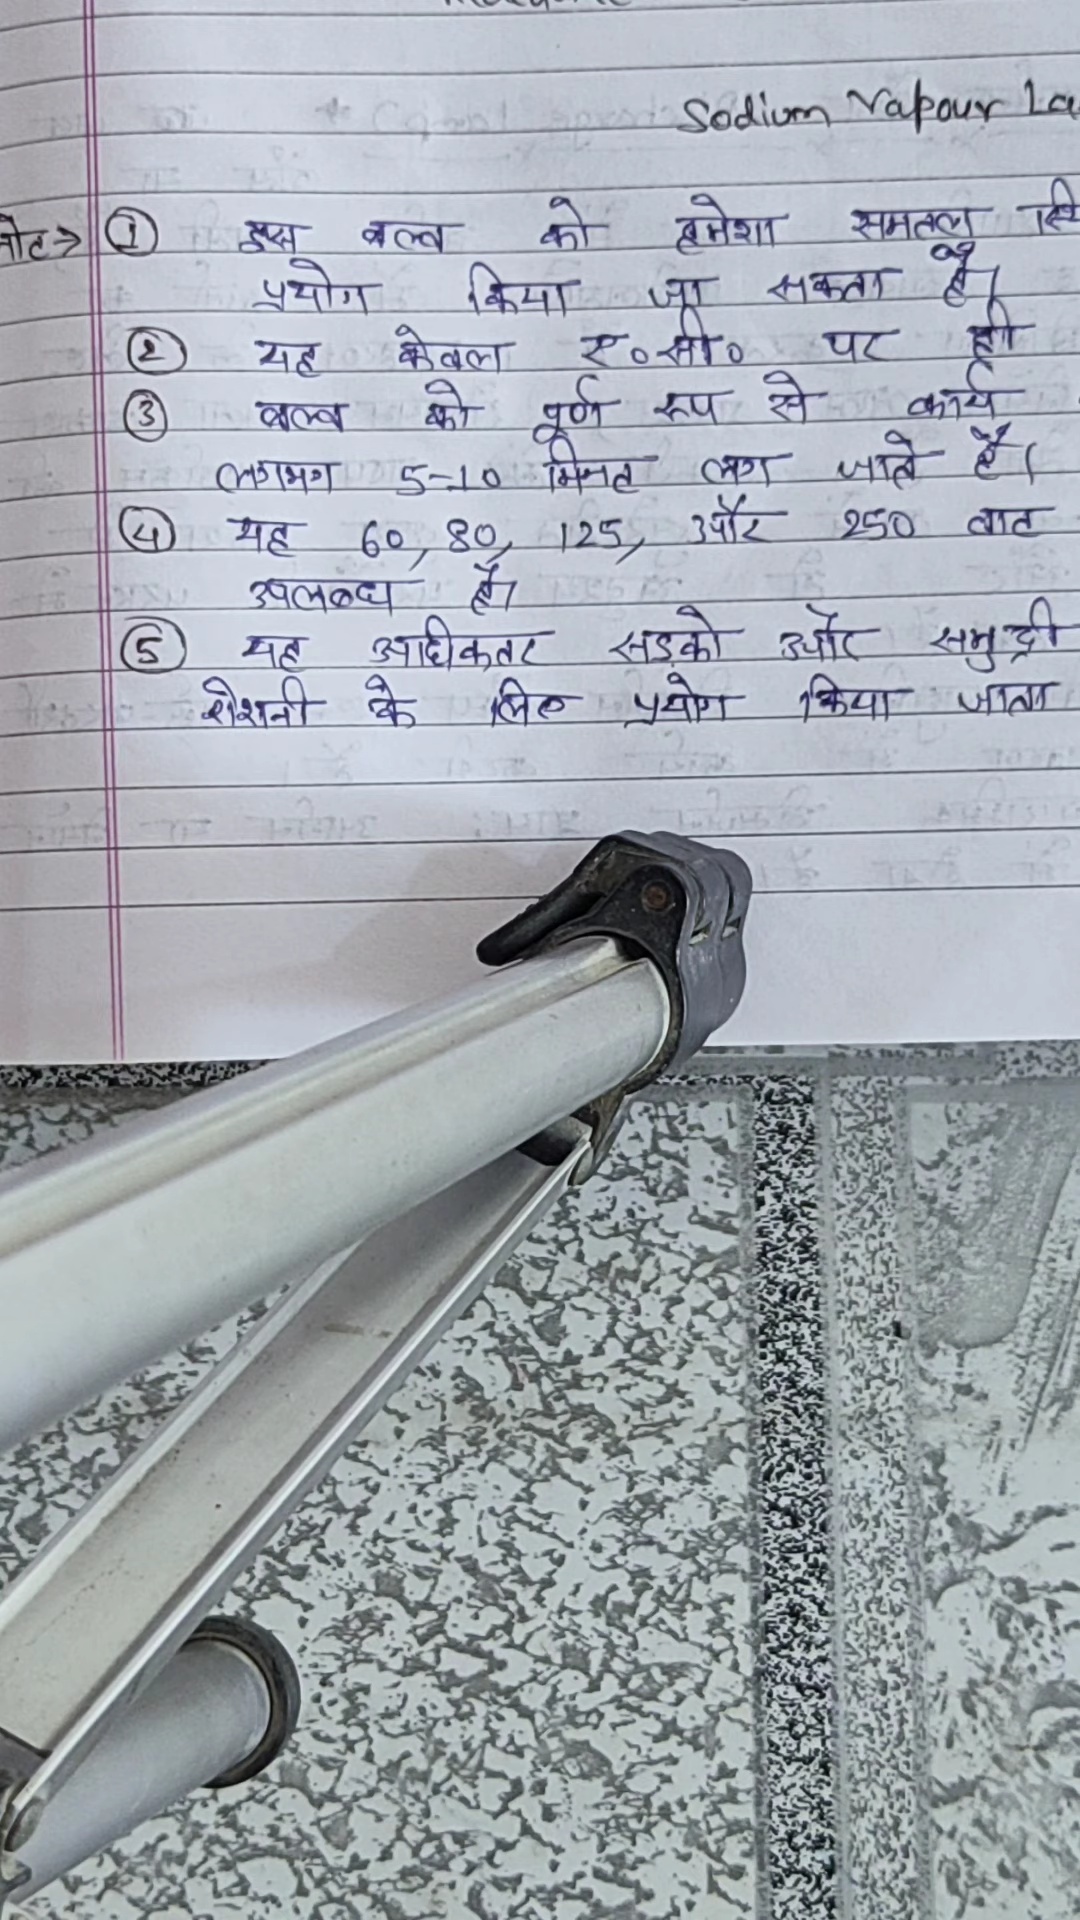 Sodium Vapour La
नोट→ ① इस बल्ब को हमेशा समतल स्थि
प्रयोग किया जा सकता है।
② यह केवल ए०सी० पर ही
③ बल्ब को पूर्ण रूप से कार्य
लगभग 5-10 मिनट लग जाते हैं।
④ यह 60, 80, 125, और 250 वाट
उपलब्ध है।
⑤ यह अधिकतर सड़को और समुद्री
रोशनी के लिए प्रयोग किया जाता